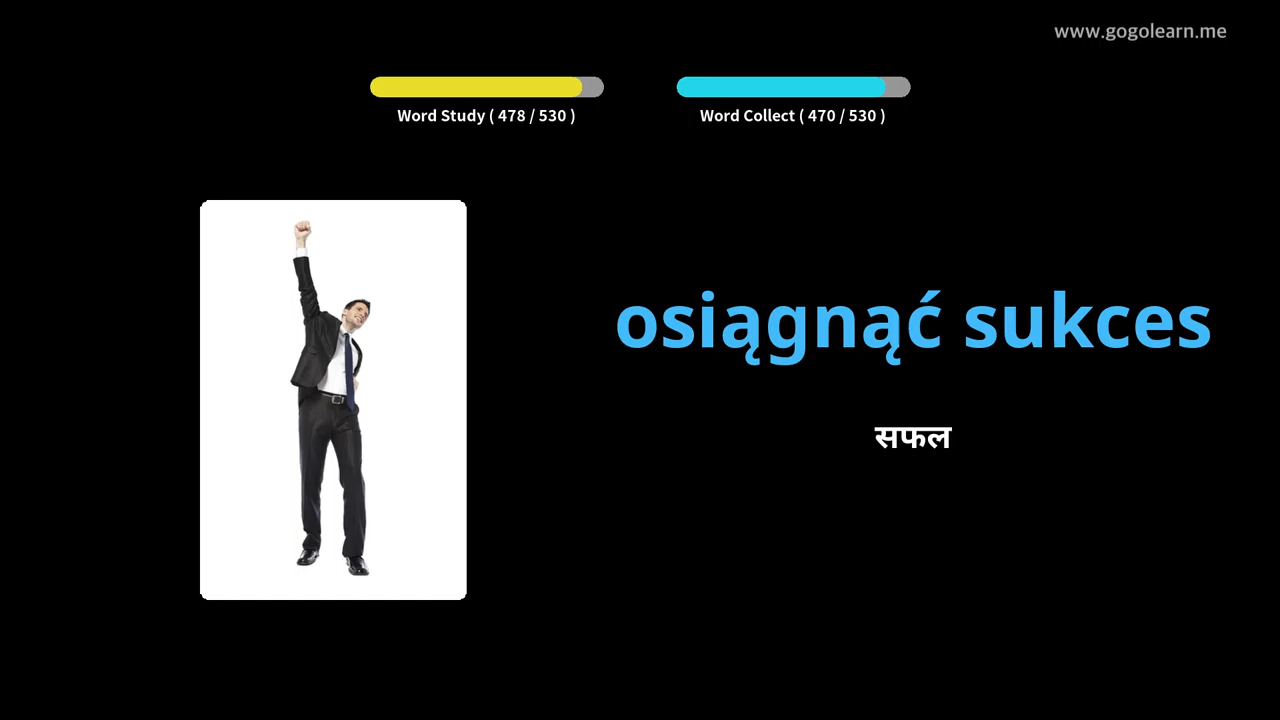 www.gogolearn.me
Word Study ( 478 / 530 )
Word Collect ( 470 / 530 )
osiągnąć sukces
सफल